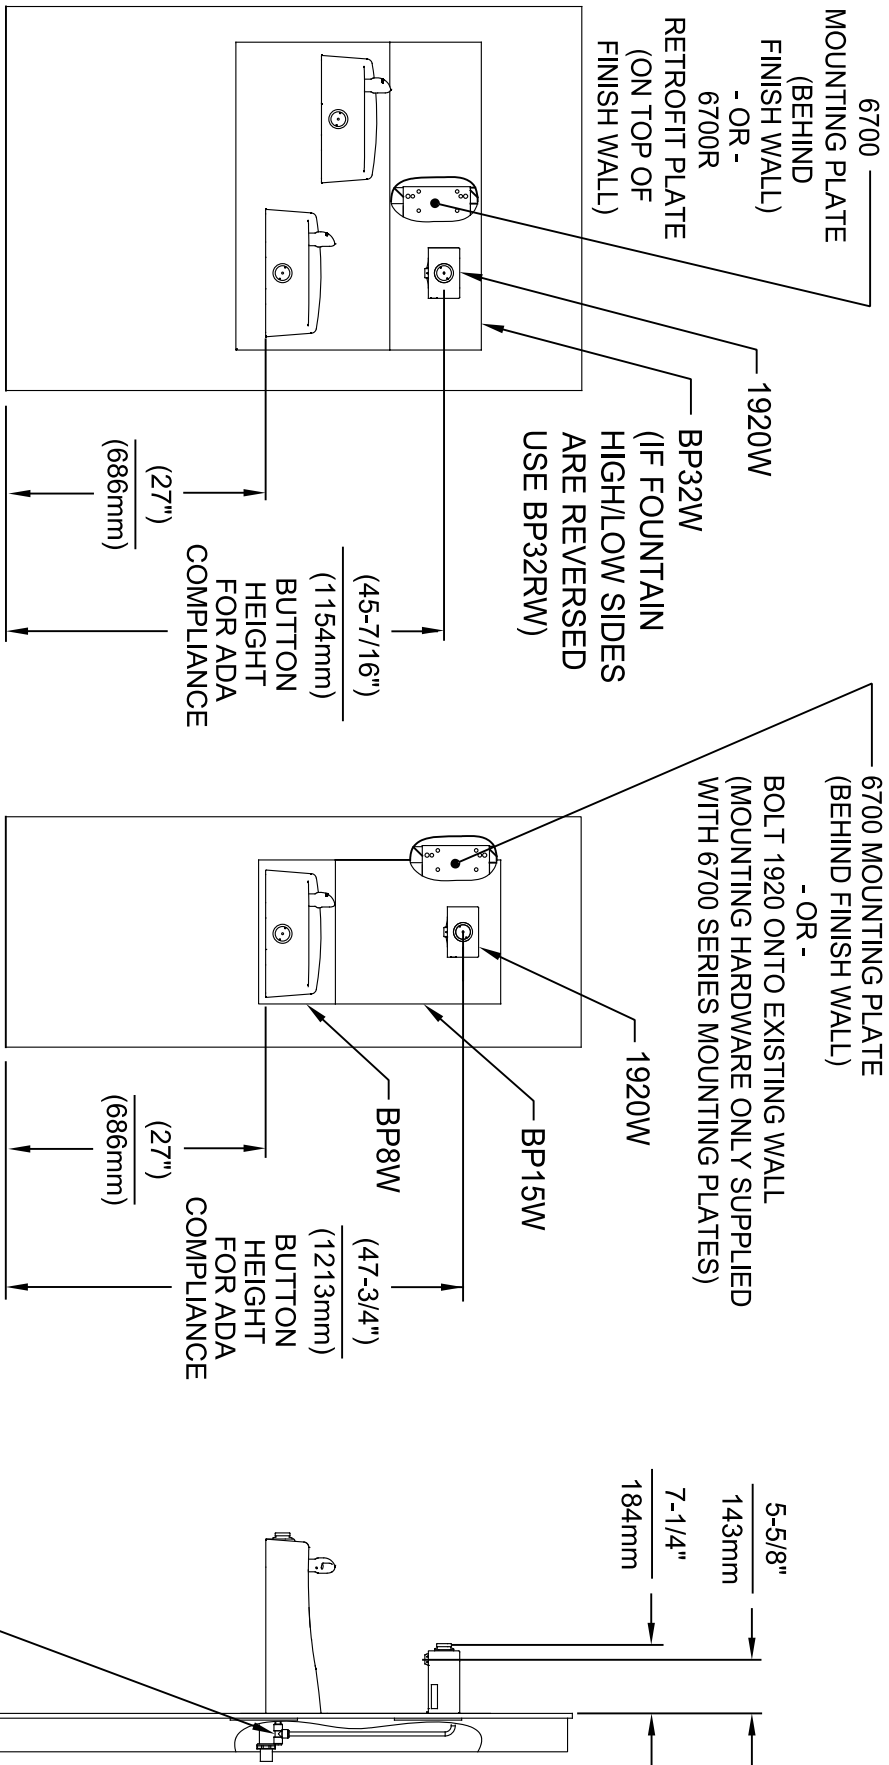 6700
MOUNTING PLATE
(BEHIND
FINISH WALL)
- OR -
6700R
RETROFIT PLATE
(ON TOP OF
FINISH WALL)
1920W
BP32W
(IF FOUNTAIN
HIGH/LOW SIDES
ARE REVERSED
USE BP32RW)
(45-7/16")
(1154mm)
BUTTON
HEIGHT
FOR ADA
COMPLIANCE
(27")
(686mm)
6700 MOUNTING PLATE
(BEHIND FINISH WALL)
- OR -
BOLT 1920 ONTO EXISTING WALL
(MOUNTING HARDWARE ONLY SUPPLIED
WITH 6700 SERIES MOUNTING PLATES)
1920W
BP15W
BP8W
(47-3/4")
(1213mm)
BUTTON
HEIGHT
FOR ADA
COMPLIANCE
(27")
(686mm)
5-5/8"
143mm
7-1/4"
184mm